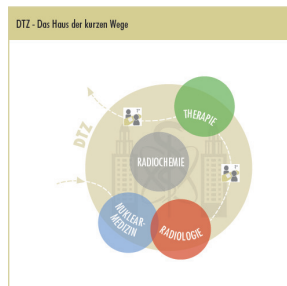 DTZ - Das Haus der kurzen Wege
THERAPIE
DTZ
RADIOCHEMIE
NUKLEAR-
MEDIZIN
RADIOLOGIE